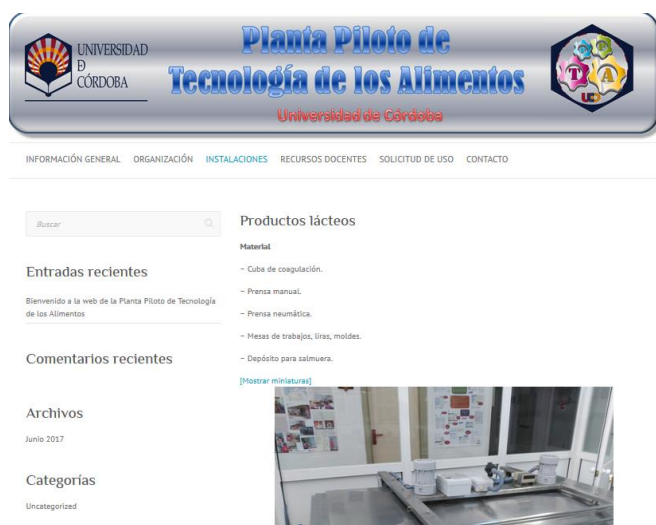 UNIVERSIDAD
D
CÓRDOBA
Planta Piloto de
Tecnología de los Alimentos
Universidad de Córdoba
P
T A
UCO
INFORMACIÓN GENERAL ORGANIZACIÓN INSTALACIONES RECURSOS DOCENTES SOLICITUD DE USO CONTACTO
Buscar
Entradas recientes
Bienvenido a la web de la Planta Piloto de Tecnología
de los Alimentos
Comentarios recientes
Archivos
Junio 2017
Categorías
Uncategorized
Productos lácteos
Material
– Cuba de coagulación.
– Prensa manual.
– Prensa neumática.
– Mesas de trabajos, liras, moldes.
– Depósito para salmuera.
[Mostrar miniaturas]